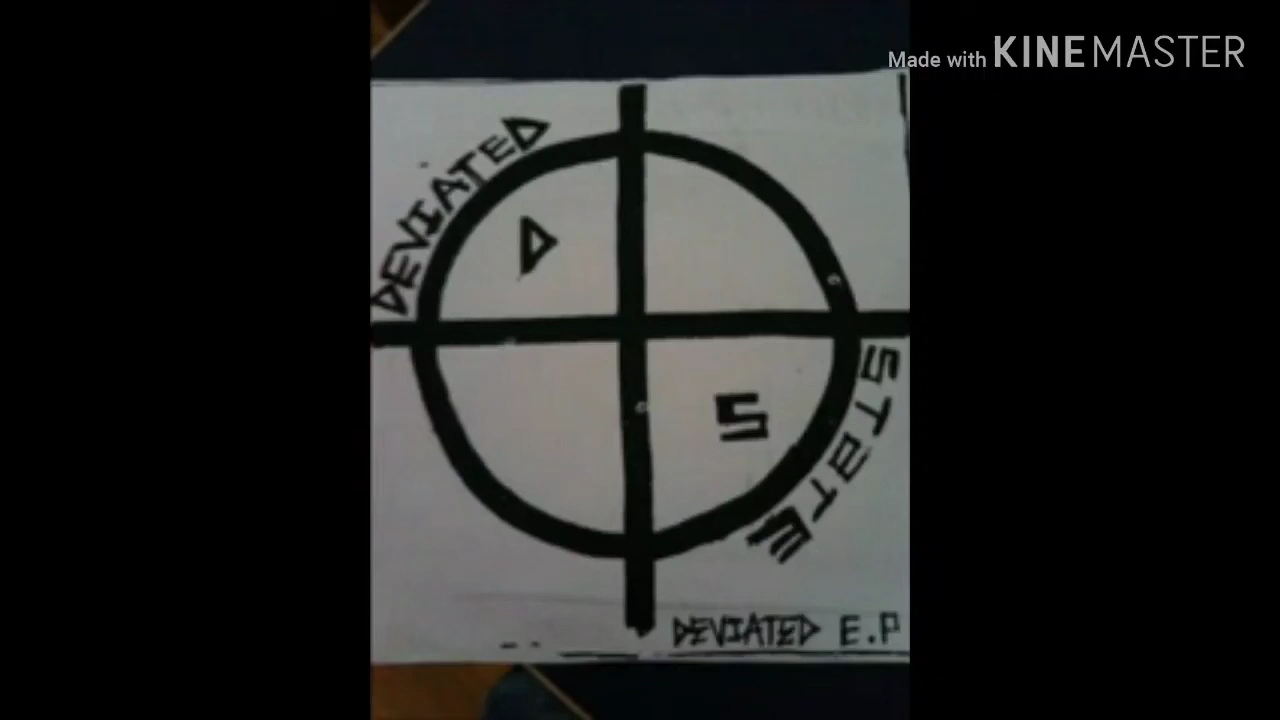 Made with KINEMASTER
DEVIATED
D
S
STaTE
DEVIATED E.P